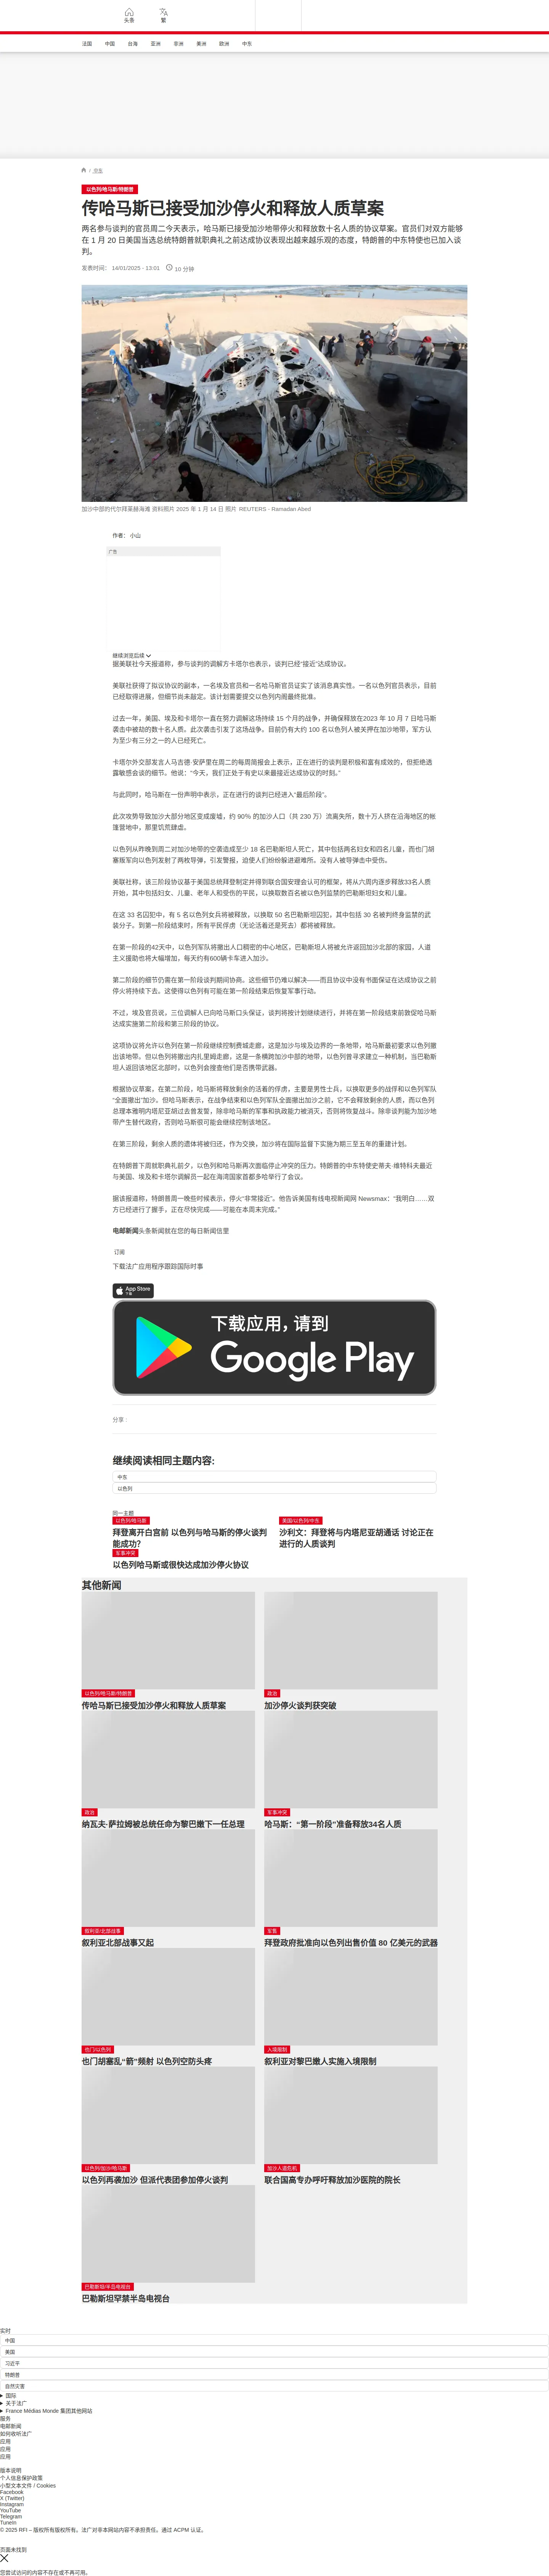 头条
繁
法国 中国 台海 亚洲 非洲 美洲 欧洲 中东
/ 中东
以色列/哈马斯/特朗普
传哈马斯已接受加沙停火和释放人质草案
两名参与谈判的官员周二今天表示，哈马斯已接受加沙地带停火和释放数十名人质的协议草案。官员们对双方能够
在 1 月 20 日美国当选总统特朗普就职典礼之前达成协议表现出越来越乐观的态度，特朗普的中东特使也已加入谈
判。
发表时间： 14/01/2025 - 13:01 10 分钟
加沙中部的代尔拜莱赫海滩 资料照片 2025 年 1 月 14 日 照片 REUTERS - Ramadan Abed
作者： 小山
广告
继续浏览后续
据美联社今天报道称，参与谈判的调解方卡塔尔也表示，谈判已经“接近”达成协议。
美联社获得了拟议协议的副本，一名埃及官员和一名哈马斯官员证实了该消息真实性。一名以色列官员表示，目前
已经取得进展，但细节尚未敲定。该计划需要提交以色列内阁最终批准。
过去一年，美国、埃及和卡塔尔一直在努力调解这场持续 15 个月的战争，并确保释放在2023 年 10 月 7 日哈马斯
袭击中被劫的数十名人质。此次袭击引发了这场战争。目前仍有大约 100 名以色列人被关押在加沙地带，军方认
为至少有三分之一的人已经死亡。
卡塔尔外交部发言人马吉德·安萨里在周二的每周简报会上表示，正在进行的谈判是积极和富有成效的，但拒绝透
露敏感会谈的细节。他说：“今天，我们正处于有史以来最接近达成协议的时刻。”
与此同时，哈马斯在一份声明中表示，正在进行的谈判已经进入“最后阶段”。
此次攻势导致加沙大部分地区变成废墟，约 90% 的加沙人口（共 230 万）流离失所，数十万人挤在沿海地区的帐
篷营地中，那里饥荒肆虐。
以色列从昨晚到周二对加沙地带的空袭造成至少 18 名巴勒斯坦人死亡，其中包括两名妇女和四名儿童，而也门胡
塞叛军向以色列发射了两枚导弹，引发警报，迫使人们纷纷躲进避难所。没有人被导弹击中受伤。
美联社称，该三阶段协议基于美国总统拜登制定并得到联合国安理会认可的框架，将从六周内逐步释放33名人质
开始，其中包括妇女、儿童、老年人和受伤的平民，以换取数百名被以色列监禁的巴勒斯坦妇女和儿童。
在这 33 名囚犯中，有 5 名以色列女兵将被释放，以换取 50 名巴勒斯坦囚犯，其中包括 30 名被判终身监禁的武
装分子。到第一阶段结束时，所有平民俘虏（无论活着还是死去）都将被释放。
在第一阶段的42天中，以色列军队将撤出人口稠密的中心地区，巴勒斯坦人将被允许返回加沙北部的家园，人道
主义援助也将大幅增加，每天约有600辆卡车进入加沙。
第二阶段的细节仍需在第一阶段谈判期间协商。这些细节仍难以解决——而且协议中没有书面保证在达成协议之前
停火将持续下去。这使得以色列有可能在第一阶段结束后恢复军事行动。
不过，埃及官员说，三位调解人已向哈马斯口头保证，谈判将按计划继续进行，并将在第一阶段结束前敦促哈马斯
达成实施第二阶段和第三阶段的协议。
这项协议将允许以色列在第一阶段继续控制费城走廊，这是加沙与埃及边界的一条地带，哈马斯最初要求以色列撤
出该地带。但以色列将撤出内扎里姆走廊，这是一条横跨加沙中部的地带，以色列曾寻求建立一种机制，当巴勒斯
坦人返回该地区北部时，以色列会搜查他们是否携带武器。
根据协议草案，在第二阶段，哈马斯将释放剩余的活着的俘虏，主要是男性士兵，以换取更多的战俘和以色列军队
“全面撤出”加沙。但哈马斯表示，在战争结束和以色列军队全面撤出加沙之前，它不会释放剩余的人质，而以色列
总理本雅明内塔尼亚胡过去曾发誓，除非哈马斯的军事和执政能力被消灭，否则将恢复战斗。除非谈判能为加沙地
带产生替代政府，否则哈马斯很可能会继续控制该地区。
在第三阶段，剩余人质的遗体将被归还，作为交换，加沙将在国际监督下实施为期三至五年的重建计划。
在特朗普下周就职典礼前夕，以色列和哈马斯再次面临停止冲突的压力。特朗普的中东特使史蒂夫·维特科夫最近
与美国、埃及和卡塔尔调解员一起在海湾国家首都多哈举行了会议。
据该报道称，特朗普周一晚些时候表示，停火“非常接近”。他告诉美国有线电视新闻网 Newsmax：“我明白……双
方已经进行了握手，正在尽快完成——可能在本周末完成。”
电邮新闻头条新闻就在您的每日新闻信里
订阅
下载法广应用程序跟踪国际时事
App Store
下载
下载应用，请到
Google Play
分享 :
继续阅读相同主题内容:
中东
以色列
同一主题
以色列/哈马斯
拜登离开白宫前 以色列与哈马斯的停火谈判
能成功?
美国/以色列/中东
沙利文：拜登将与内塔尼亚胡通话 讨论正在
进行的人质谈判
军事冲突
以色列哈马斯或很快达成加沙停火协议
其他新闻
以色列/哈马斯/特朗普
传哈马斯已接受加沙停火和释放人质草案
政治
加沙停火谈判获突破
政治
纳瓦夫·萨拉姆被总统任命为黎巴嫩下一任总理
军事冲突
哈马斯：“第一阶段”准备释放34名人质
叙利亚/北部战事
叙利亚北部战事又起
军售
拜登政府批准向以色列出售价值 80 亿美元的武器
也门/以色列
也门胡塞乱“箭”频射 以色列空防头疼
入境限制
叙利亚对黎巴嫩人实施入境限制
以色列/加沙/哈马斯
以色列再袭加沙 但派代表团参加停火谈判
加沙人道危机
联合国高专办呼吁释放加沙医院的院长
巴勒斯坦/半岛电视台
巴勒斯坦罕禁半岛电视台
实时
中国
美国
习近平
特朗普
自然灾害
国际
关于法广
France Médias Monde 集团其他网站
服务
电邮新闻
如何收听法广
应用
应用
应用
版本说明
个人信息保护政策
小型文本文件 / Cookies
Facebook
X (Twitter)
Instagram
YouTube
Telegram
TuneIn
© 2025 RFI – 版权所有版权所有。法广对非本网站内容不承担责任。通过 ACPM 认证。
页面未找到
您尝试访问的内容不存在或不再可用。